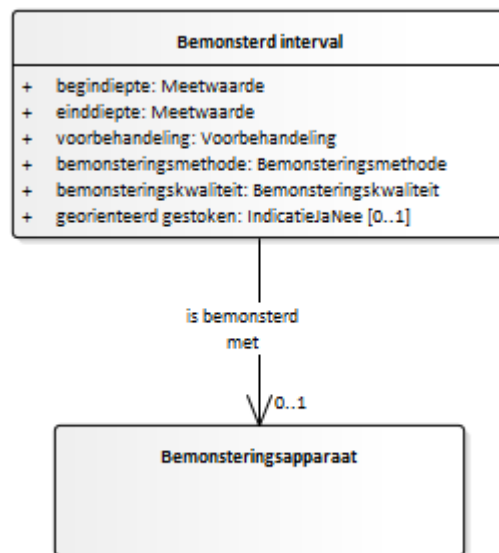 Bemonsterd interval
+ begindiepte: Meetwaarde
+ einddiepte: Meetwaarde
+ voorbehandeling: Voorbehandeling
+ bemonsteringsmethode: Bemonsteringsmethode
+ bemonsteringskwaliteit: Bemonsteringskwaliteit
+ georienteerd gestoken: IndicatieJaNee [0..1]
is bemonsterd
met
0..1
Bemonsteringsapparaat